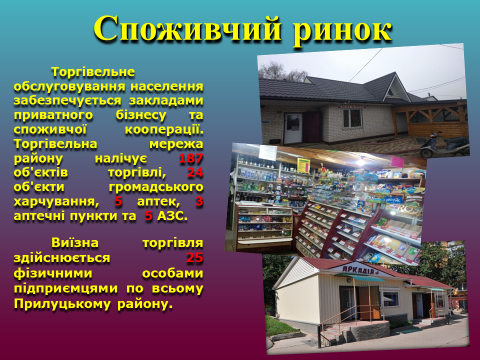 Споживчий ринок
Торгівельне
обслуговування населення
забезпечується закладами
приватного бізнесу та
споживчої кооперації.
Торгівельна мережа
району налічує 187
об'єктів торгівлі, 24
об'єкти громадського
харчування, 5 аптек, 3
аптечні пункти та 5 АЗС.
Виїзна торгівля
здійснюється 25
фізичними особами
підприємцями по всьому
Прилуцькому району.
АРКАДІЯ